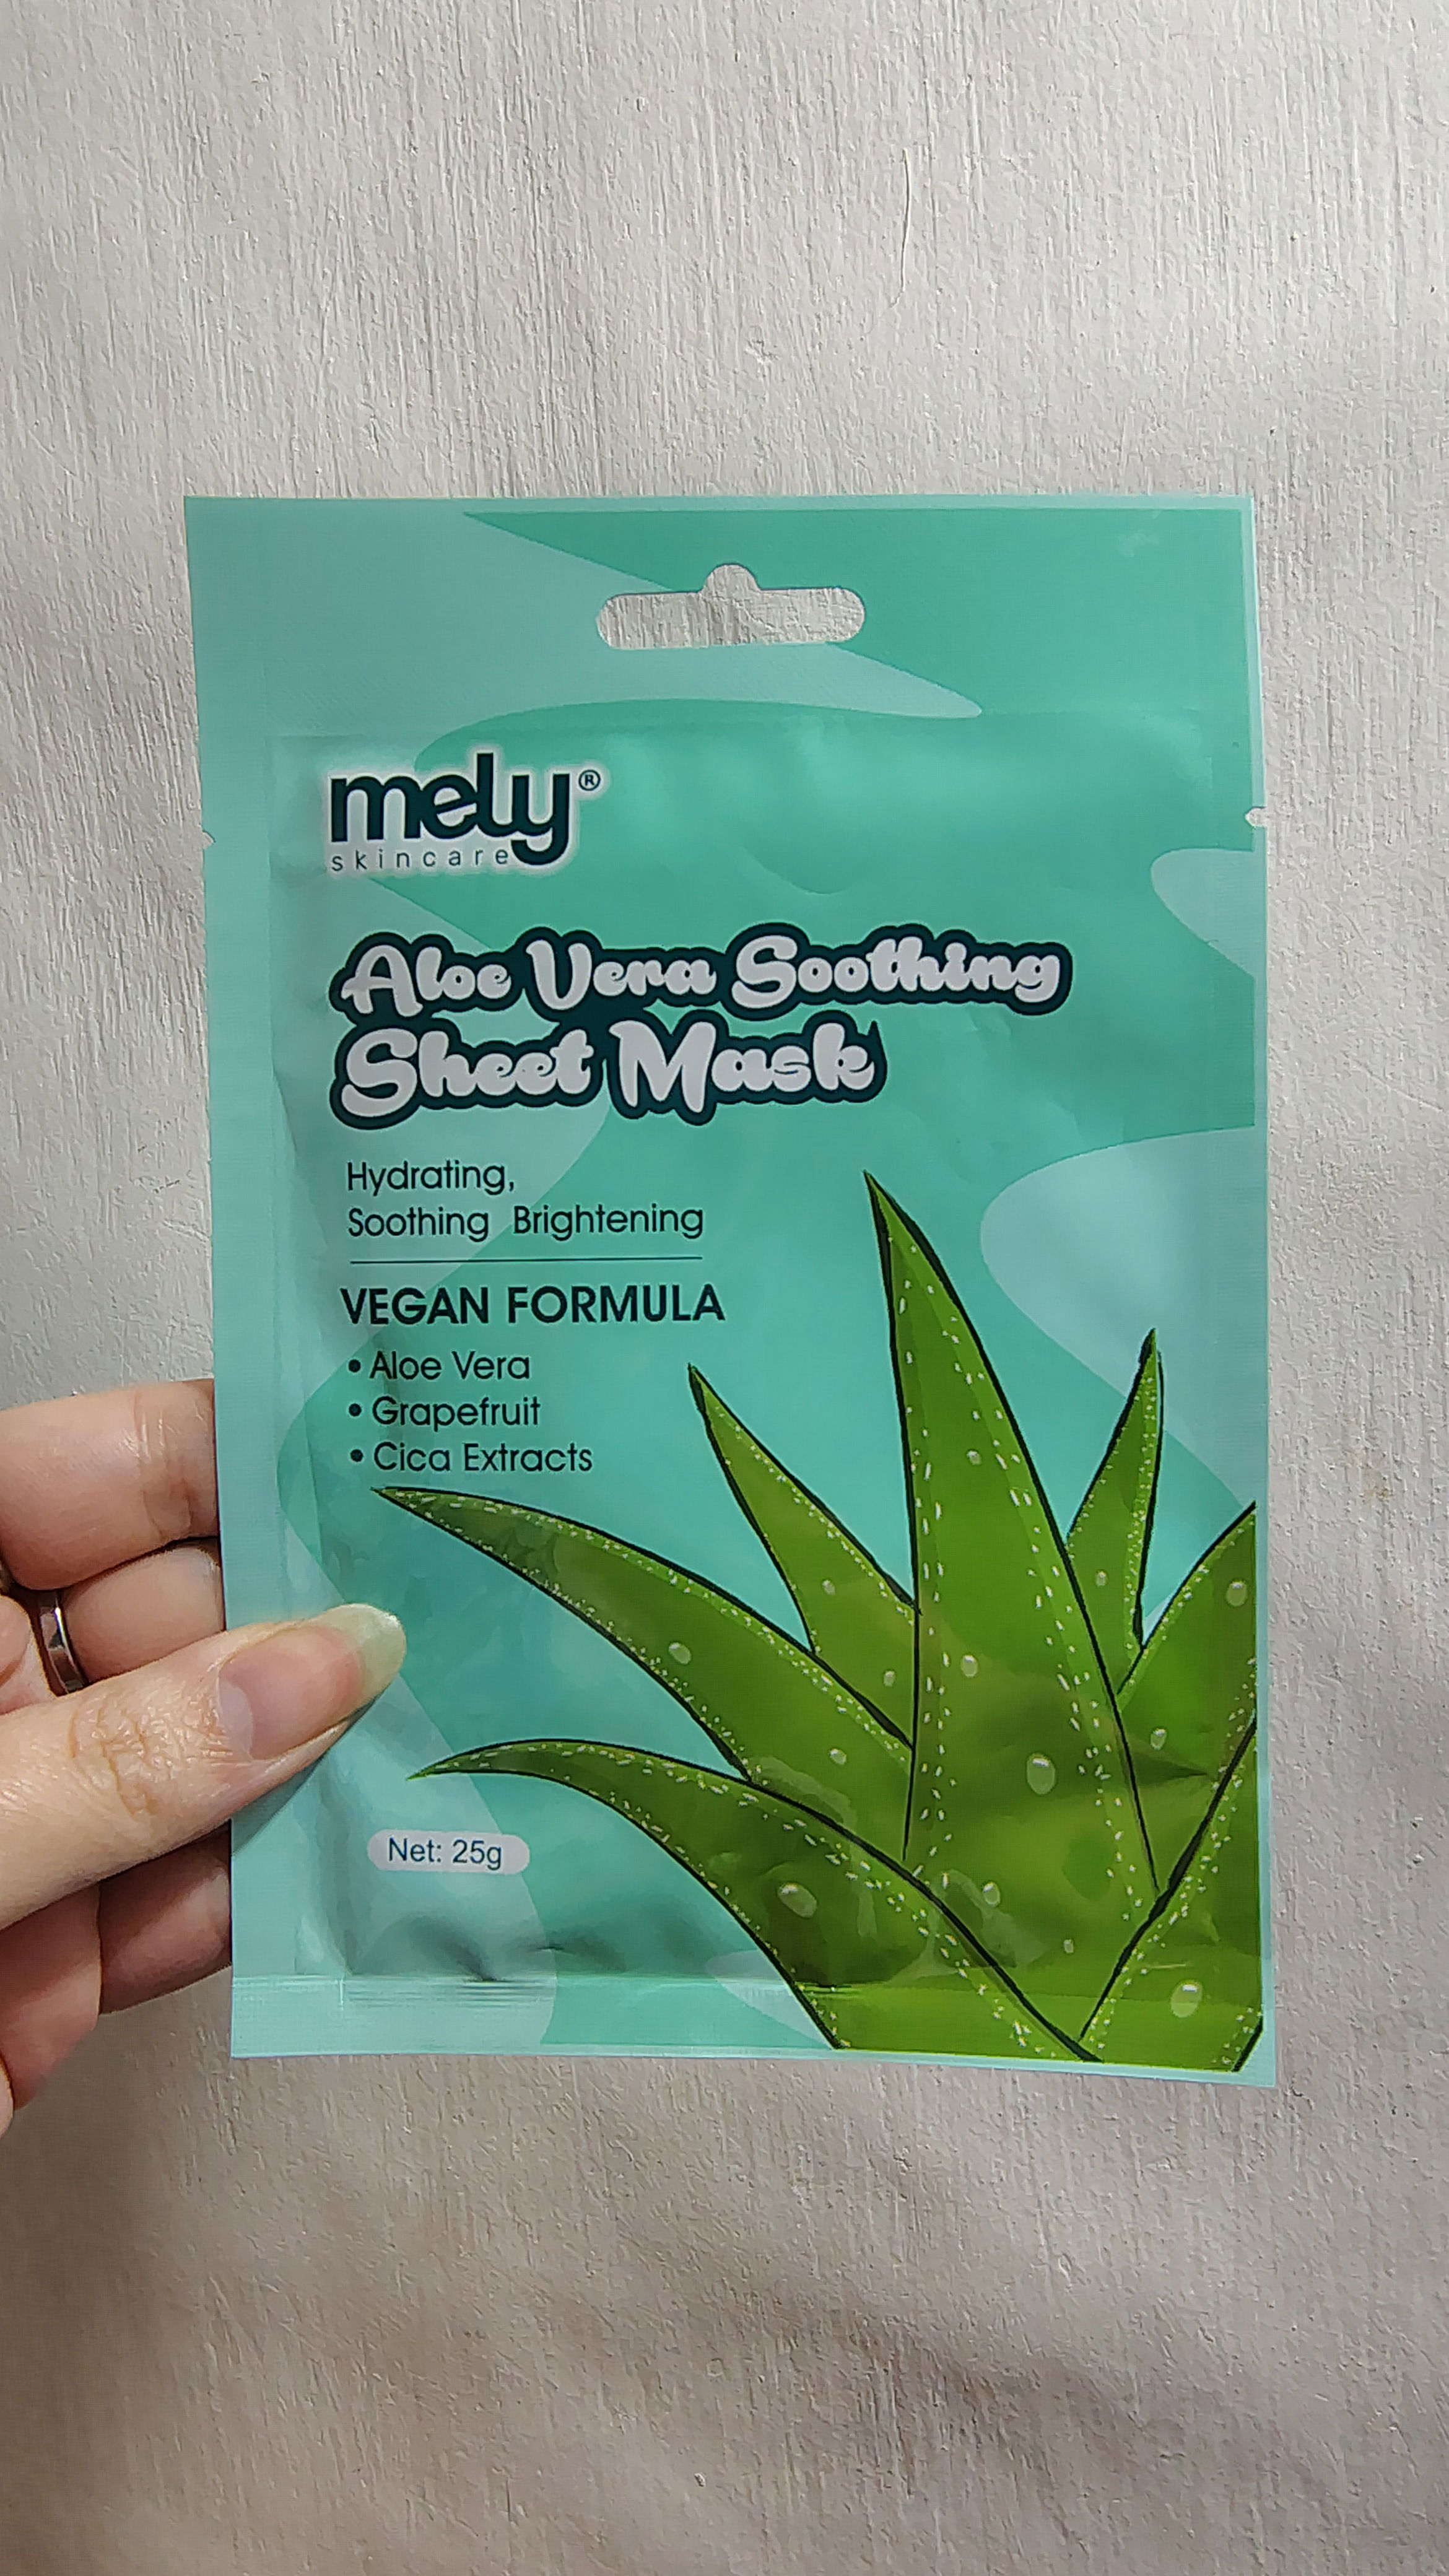 mely®
skincare
Aloe Vera Soothing
Sheet Mask
Hydrating,
Soothing Brightening
VEGAN FORMULA
• Aloe Vera
• Grapefruit
• Cica Extracts
Net: 25g